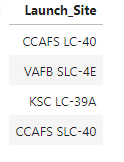 Launch_Site
CCAFS LC-40
VAFB SLC-4E
KSC LC-39A
CCAFS SLC-40